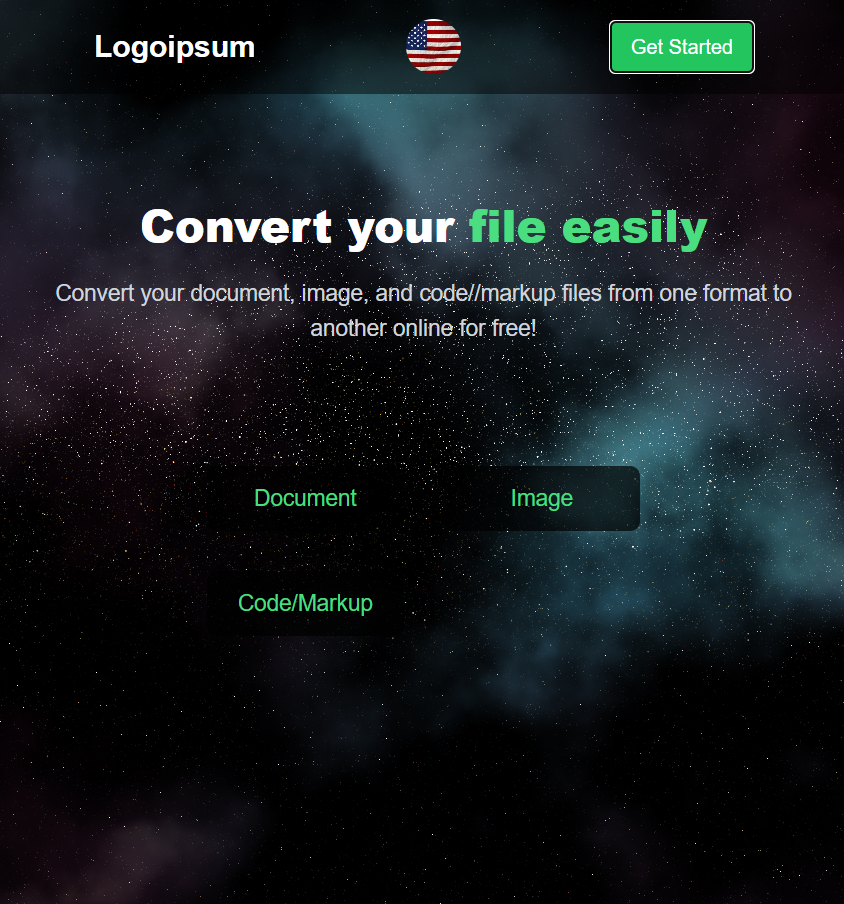 Logoipsum
Get Started
Convert your file easily
Convert your document, image, and code//markup files from one format to
another online for free!
Document
Image
Code/Markup